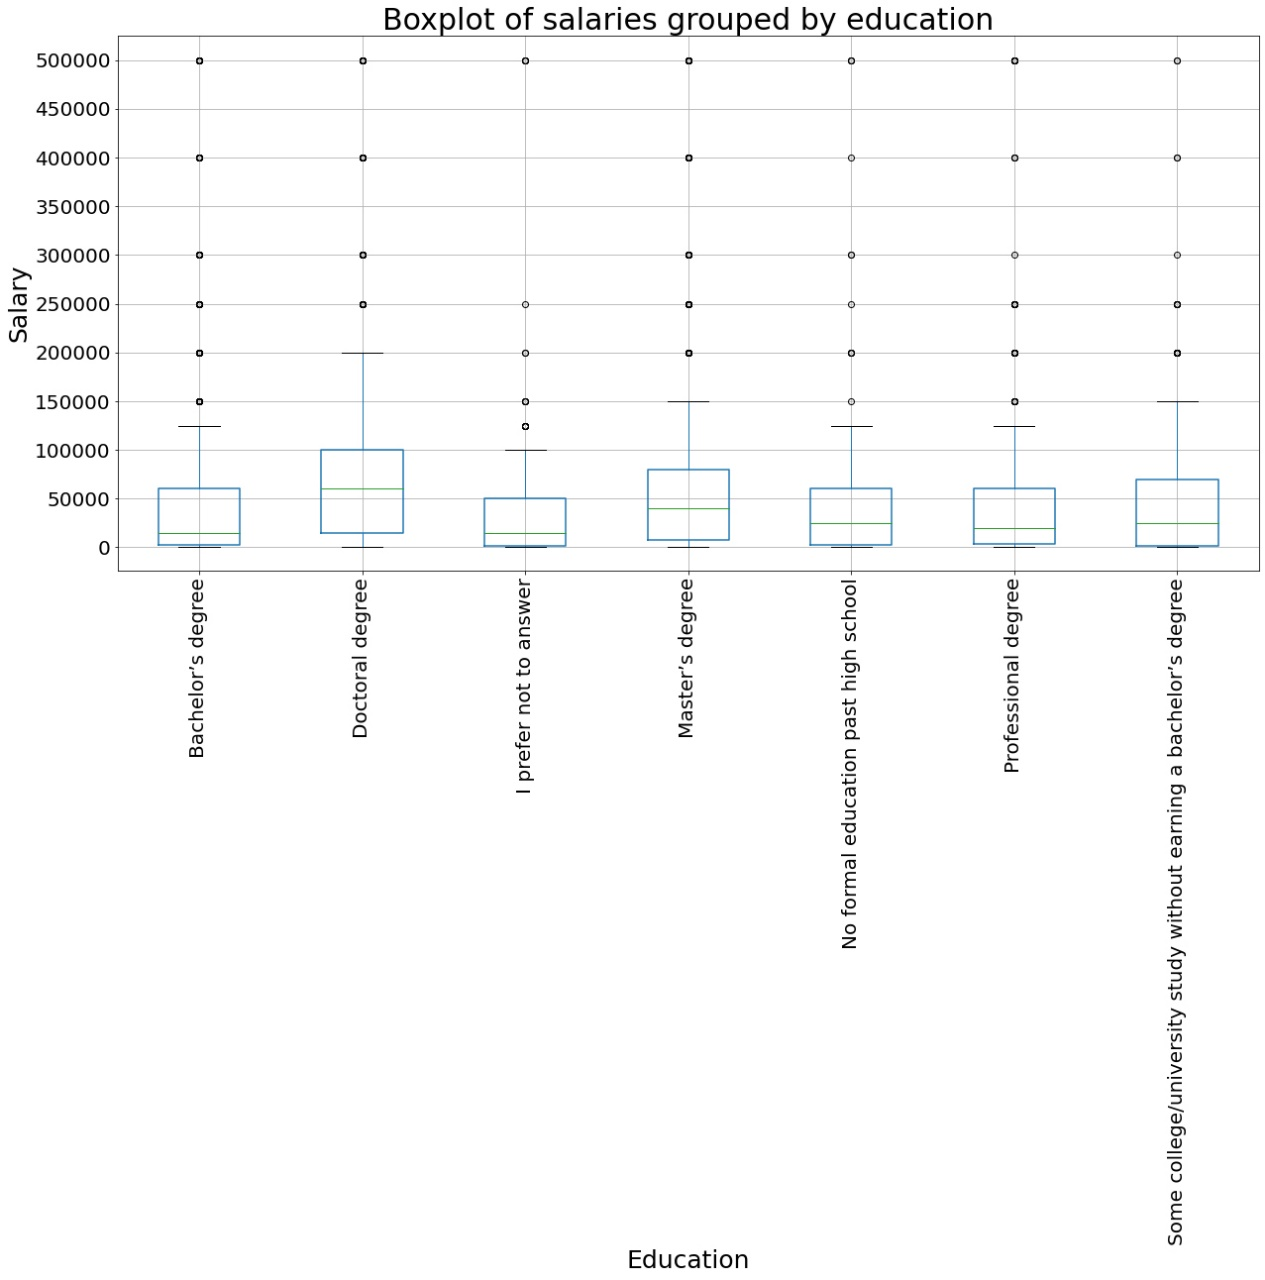 Boxplot of salaries grouped by education
500000
450000
400000
350000
300000
250000
200000
150000
100000
50000
0
Salary
Bachelor’s degree
Doctoral degree
I prefer not to answer
Master’s degree
No formal education past high school
Professional degree
Some college/university study without earning a bachelor’s degree
Education